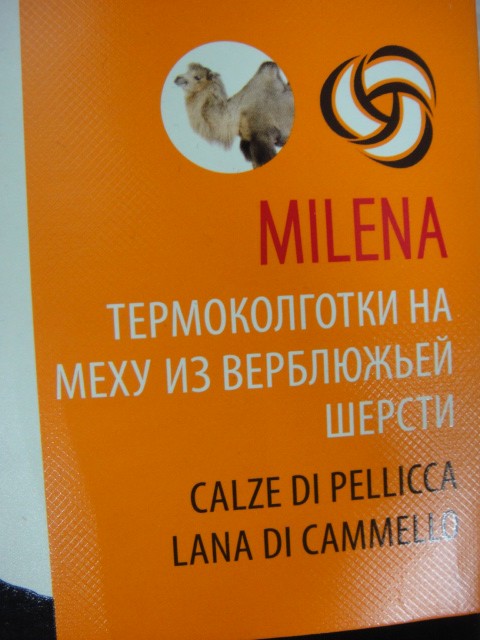 MILENA
ТЕРМОКОЛГОТКИ НА
МЕХУ ИЗ ВЕРБЛЮЖЬЕЙ
ШЕРСТИ
CALZE DI PELLICCA
LANA DI CAMMELLO